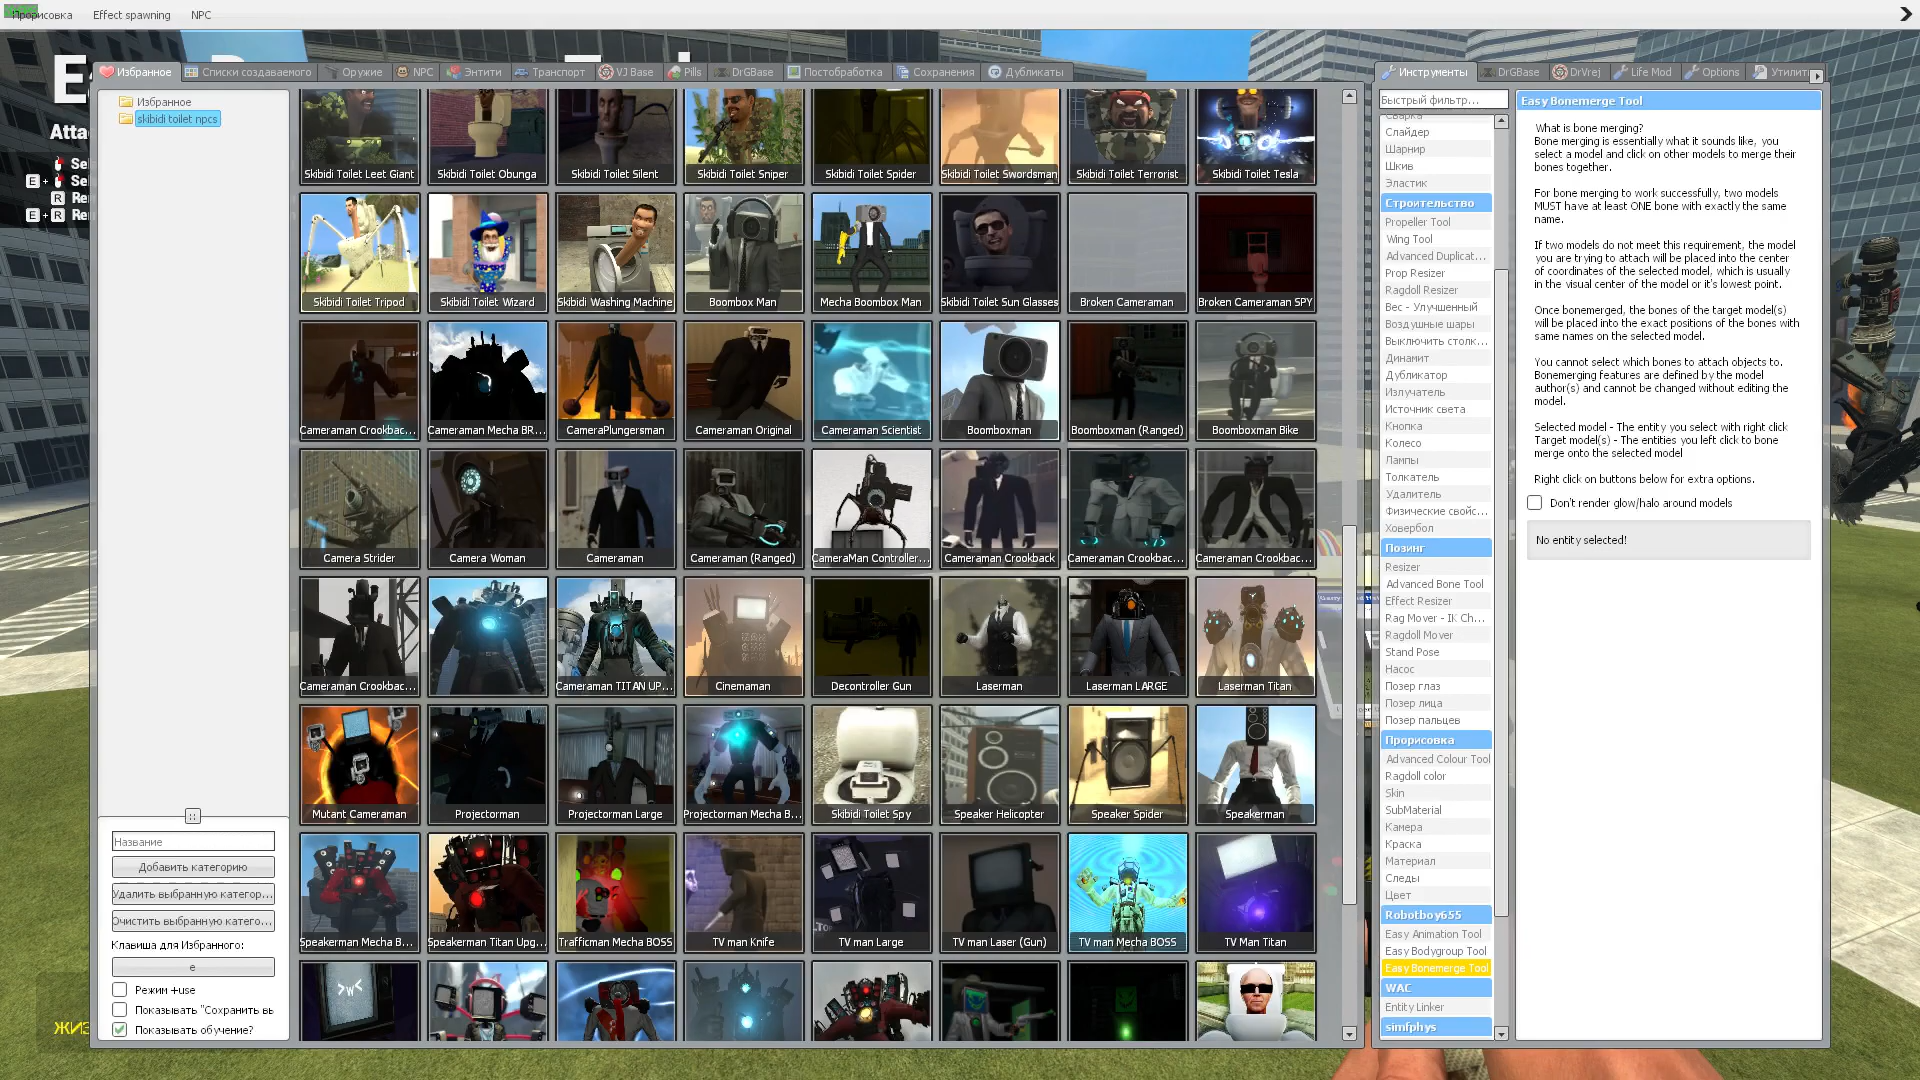 Прорисовка Effect spawning NPC
Избранное Списки создаваемого Оружие NPC Энтити Транспорт VJ Base Pills DrGBase Постобработка Сохранения Дубликаты
Инструменты DrGBase DrVrej Life Mod Options Утилит
Избранное
skibidi toilet npcs
Skibidi Toilet Leet Giant
Skibidi Toilet Obunga
Skibidi Toilet Silent
Skibidi Toilet Sniper
Skibidi Toilet Spider
Skibidi Toilet Swordsman
Skibidi Toilet Terrorist
Skibidi Toilet Tesla
Skibidi Toilet Tripod
Skibidi Toilet Wizard
Skibidi Washing Machine
Boombox Man
Mecha Boombox Man
Skibidi Toilet Sun Glasses
Broken Cameraman
Broken Cameraman SPY
Cameraman Crookbac...
Cameraman Mecha BR...
CameraPlungersman
Cameraman Original
Cameraman Scientist
Boomboxman
Boomboxman (Ranged)
Boomboxman Bike
Camera Strider
Camera Woman
Cameraman
Cameraman (Ranged)
CameraMan Controller...
Cameraman Crookback
Cameraman Crookbac...
Cameraman Crookbac...
Cameraman Crookbac...
Cameraman TITAN UP...
Cinemaman
Decontroller Gun
Laserman
Laserman LARGE
Laserman Titan
Mutant Cameraman
Projectorman
Projectorman Large
Projectorman Mecha B...
Skibidi Toilet Spy
Speaker Helicopter
Speaker Spider
Speakerman
Speakerman Mecha B...
Speakerman Titan Upg...
Trafficman Mecha BOSS
TV man Knife
TV man Large
TV man Laser (Gun)
TV man Mecha BOSS
TV Man Titan
>w<
Название
Добавить категорию
Удалить выбранную категор...
Очистить выбранную катего...
Клавиша для Избранного:
e
Режим +use
Показывать "Сохранить вы
Показывать обучение?
Atta
Se
E + Se
R Re
E + R Re
ЖИЗ
Быстрый фильтр...
Сварка
Слайдер
Шарнир
Шкив
Эластик
Строительство
Propeller Tool
Wing Tool
Advanced Duplicat...
Prop Resizer
Ragdoll Resizer
Вес - Улучшенный
Воздушные шары
Выключить столк...
Динамит
Дубликатор
Излучатель
Источник света
Кнопка
Колесо
Лампы
Толкатель
Удалитель
Физические свойс...
Ховербол
Позинг
Resizer
Advanced Bone Tool
Effect Resizer
Rag Mover - IK Ch...
Ragdoll Mover
Stand Pose
Насос
Позер глаз
Позер лица
Позер пальцев
Прорисовка
Advanced Colour Tool
Ragdoll color
Skin
SubMaterial
Камера
Краска
Материал
Следы
Цвет
Robotboy655
Easy Animation Tool
Easy Bodygroup Tool
Easy Bonemerge Tool
WAC
Entity Linker
simfphys
Easy Bonemerge Tool
What is bone merging?
Bone merging is essentially what it sounds like, you
select a model and click on other models to merge their
bones together.
For bone merging to work successfully, two models
MUST have at least ONE bone with exactly the same
name.
If two models do not meet this requirement, the model
you are trying to attach will be placed into the center
of coordinates of the selected model, which is usually
in the visual center of the model or it's lowest point.
Once bonemerged, the bones of the target model(s)
will be placed into the exact positions of the bones with
same names on the selected model.
You cannot select which bones to attach objects to.
Bonemerging features are defined by the model
author(s) and cannot be changed without editing the
model.
Selected model - The entity you select with right click
Target model(s) - The entities you left click to bone
merge onto the selected model
Right click on buttons below for extra options.
Don't render glow/halo around models
No entity selected!